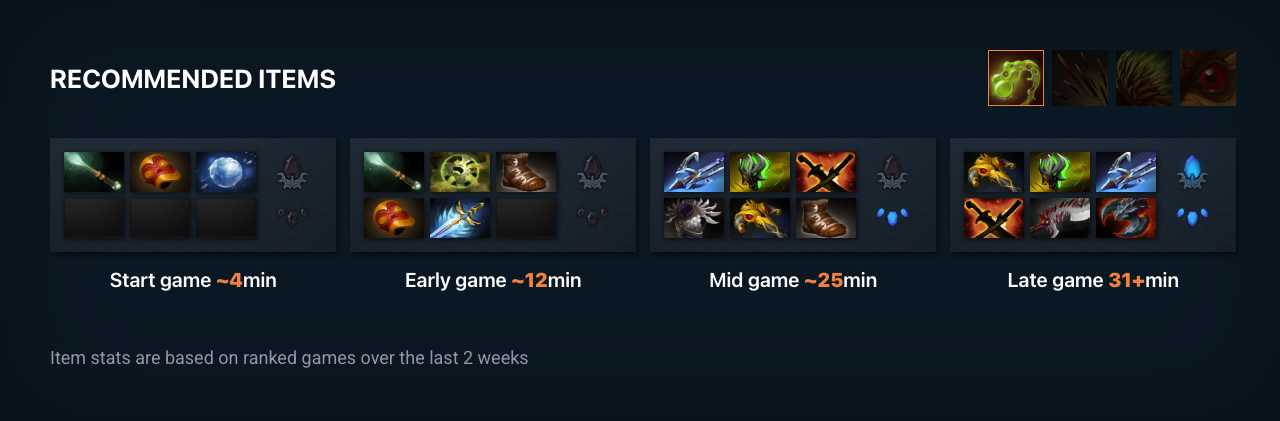 RECOMMENDED ITEMS
Start game ~4min
Early game ~12min
Mid game ~25min
Late game 31+min
Item stats are based on ranked games over the last 2 weeks